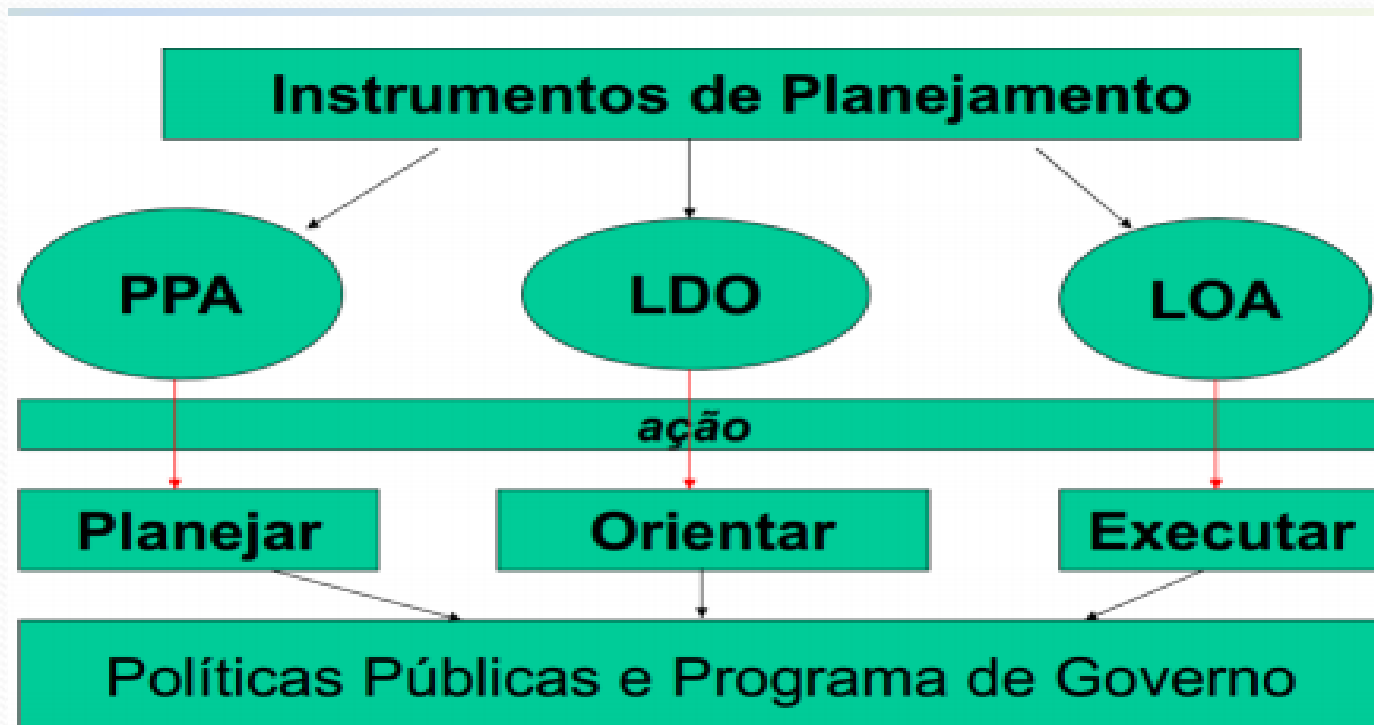 Instrumentos de Planejamento
PPA
LDO
LOA
ação
Planejar
Orientar
Executar
Políticas Públicas e Programa de Governo